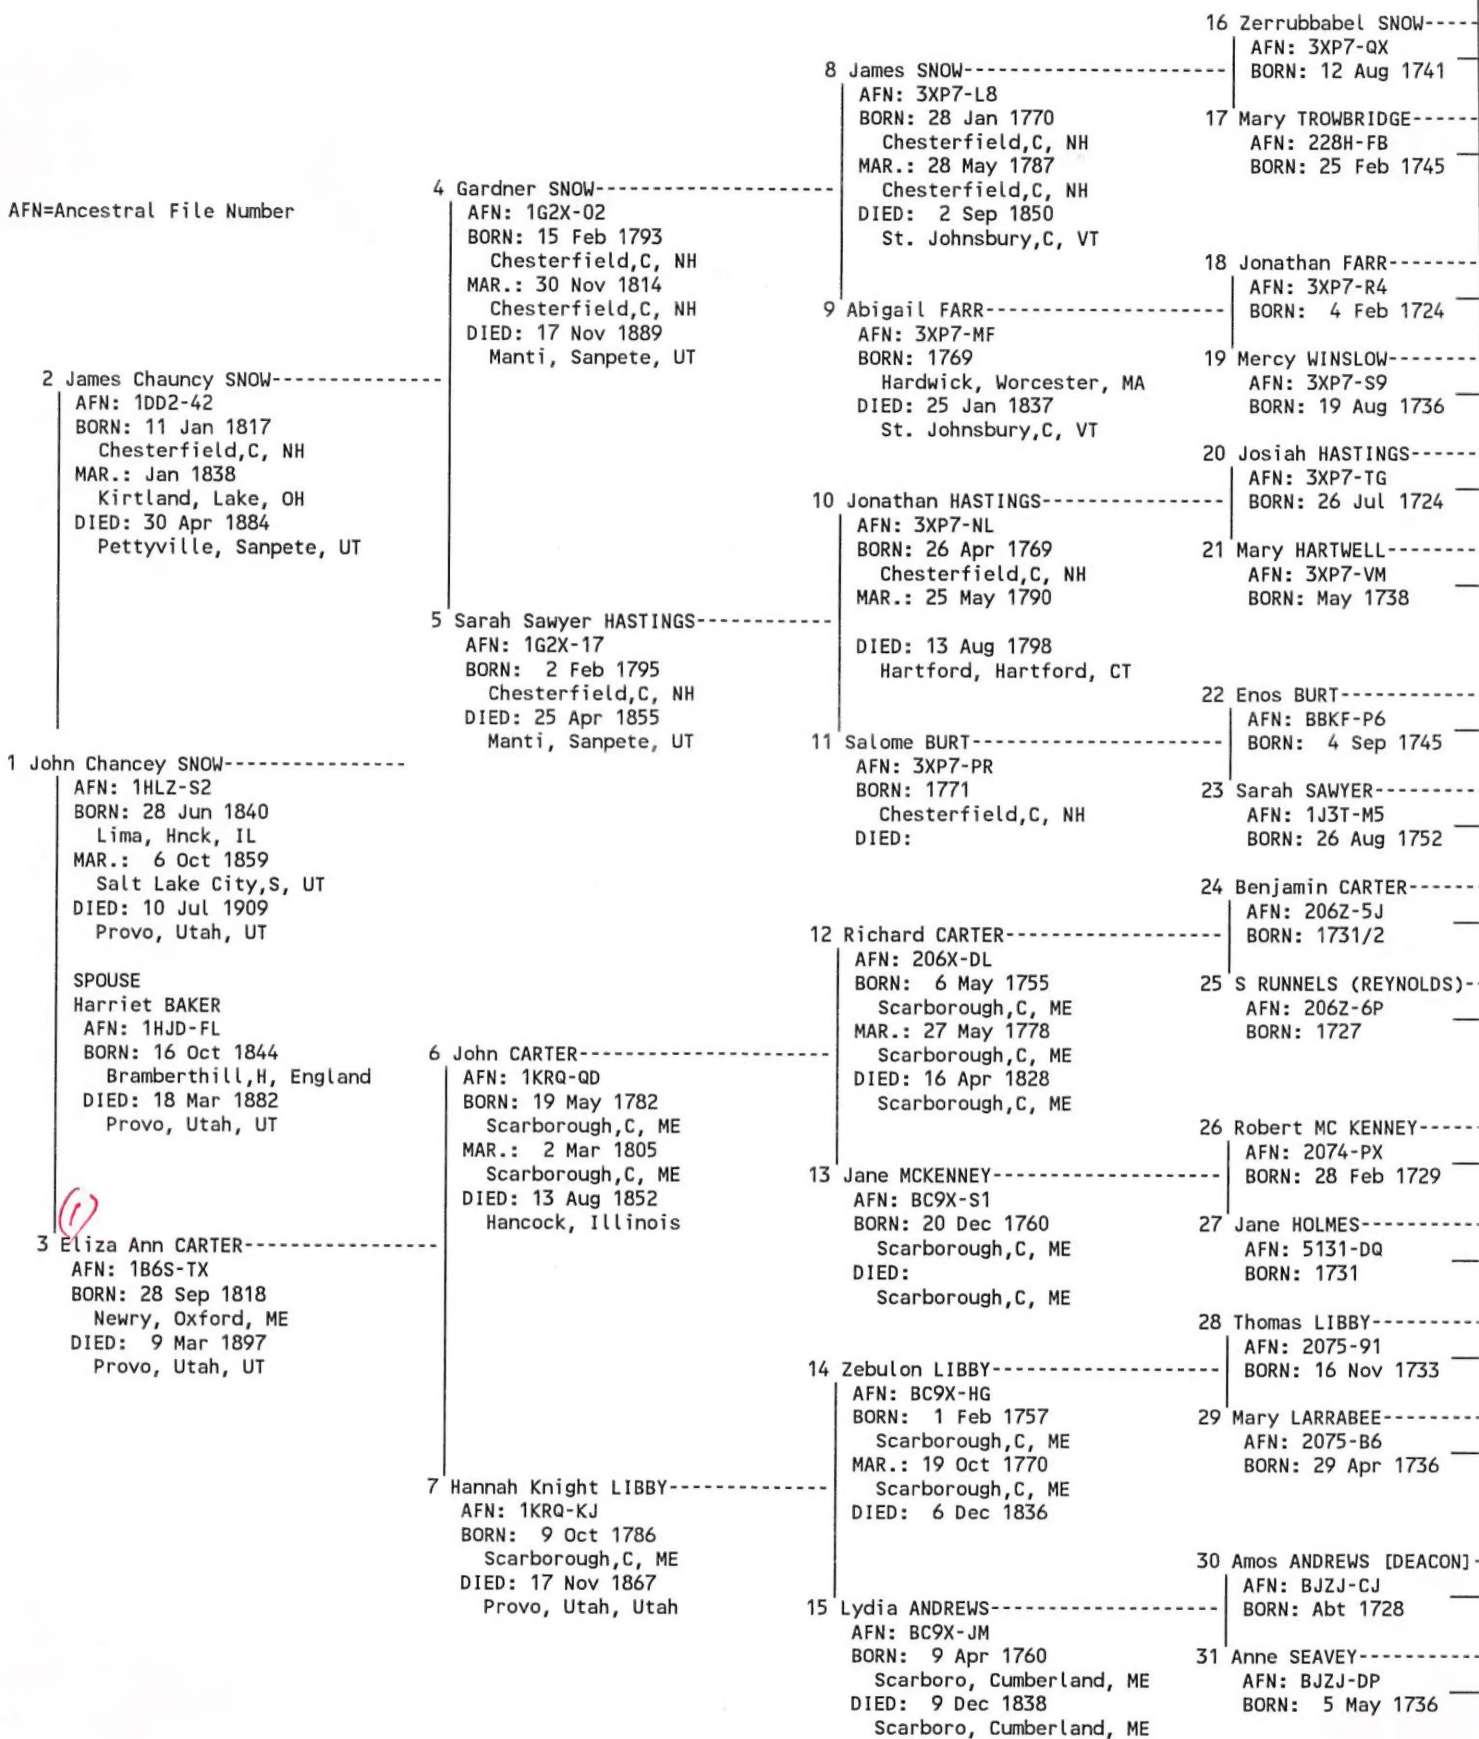 AFN=Ancestral File Number
1 John Chancey SNOW---------------
AFN: 1HLZ-S2
BORN: 28 Jun 1840
Lima, Hnck, IL
MAR.: 6 Oct 1859
Salt Lake City,S, UT
DIED: 10 Jul 1909
Provo, Utah, UT
SPOUSE
Harriet BAKER
AFN: 1HJD-FL
BORN: 16 Oct 1844
Bramberthill,H, England
DIED: 18 Mar 1882
Provo, Utah, UT
2 James Chauncy SNOW--------------
AFN: 1DD2-42
BORN: 11 Jan 1817
Chesterfield,C, NH
MAR.: Jan 1838
Kirtland, Lake, OH
DIED: 30 Apr 1884
Pettyville, Sanpete, UT
(1)
3 Eliza Ann CARTER----------------
AFN: 1B6S-TX
BORN: 28 Sep 1818
Newry, Oxford, ME
DIED: 9 Mar 1897
Provo, Utah, UT
4 Gardner SNOW--------------------
AFN: 1G2X-02
BORN: 15 Feb 1793
Chesterfield,C, NH
MAR.: 30 Nov 1814
Chesterfield,C, NH
DIED: 17 Nov 1889
Manti, Sanpete, UT
5 Sarah Sawyer HASTINGS-----------
AFN: 1G2X-17
BORN: 2 Feb 1795
Chesterfield,C, NH
DIED: 25 Apr 1855
Manti, Sanpete, UT
6 John CARTER---------------------
AFN: 1KRQ-QD
BORN: 19 May 1782
Scarborough,C, ME
MAR.: 2 Mar 1805
Scarborough,C, ME
DIED: 13 Aug 1852
Hancock, Illinois
7 Hannah Knight LIBBY-------------
AFN: 1KRQ-KJ
BORN: 9 Oct 1786
Scarborough,C, ME
DIED: 17 Nov 1867
Provo, Utah, Utah
8 James SNOW----------------------
AFN: 3XP7-L8
BORN: 28 Jan 1770
Chesterfield,C, NH
MAR.: 28 May 1787
Chesterfield,C, NH
DIED: 2 Sep 1850
St. Johnsbury,C, VT
9 Abigail FARR--------------------
AFN: 3XP7-MF
BORN: 1769
Hardwick, Worcester, MA
DIED: 25 Jan 1837
St. Johnsbury,C, VT
10 Jonathan HASTINGS---------------
AFN: 3XP7-NL
BORN: 26 Apr 1769
Chesterfield,C, NH
MAR.: 25 May 1790
DIED: 13 Aug 1798
Hartford, Hartford, CT
11 Salome BURT---------------------
AFN: 3XP7-PR
BORN: 1771
Chesterfield,C, NH
DIED:
12 Richard CARTER------------------
AFN: 206X-DL
BORN: 6 May 1755
Scarborough,C, ME
MAR.: 27 May 1778
Scarborough,C, ME
DIED: 16 Apr 1828
Scarborough,C, ME
13 Jane MCKENNEY-------------------
AFN: BC9X-S1
BORN: 20 Dec 1760
Scarborough,C, ME
DIED:
Scarborough,C, ME
14 Zebulon LIBBY-------------------
AFN: BC9X-HG
BORN: 1 Feb 1757
Scarborough,C, ME
MAR.: 19 Oct 1770
Scarborough,C, ME
DIED: 6 Dec 1836
15 Lydia ANDREWS-------------------
AFN: BC9X-JM
BORN: 9 Apr 1760
Scarboro, Cumberland, ME
DIED: 9 Dec 1838
Scarboro, Cumberland, ME
16 Zerrubbabel SNOW-----
AFN: 3XP7-QX
BORN: 12 Aug 1741
17 Mary TROWBRIDGE------
AFN: 228H-FB
BORN: 25 Feb 1745
18 Jonathan FARR--------
AFN: 3XP7-R4
BORN: 4 Feb 1724
19 Mercy WINSLOW--------
AFN: 3XP7-S9
BORN: 19 Aug 1736
20 Josiah HASTINGS------
AFN: 3XP7-TG
BORN: 26 Jul 1724
21 Mary HARTWELL--------
AFN: 3XP7-VM
BORN: May 1738
22 Enos BURT------------
AFN: BBKF-P6
BORN: 4 Sep 1745
23 Sarah SAWYER---------
AFN: 1J3T-M5
BORN: 26 Aug 1752
24 Benjamin CARTER------
AFN: 206Z-5J
BORN: 1731/2
25 S RUNNELS (REYNOLDS)--
AFN: 206Z-6P
BORN: 1727
26 Robert MC KENNEY-----
AFN: 2074-PX
BORN: 28 Feb 1729
27 Jane HOLMES----------
AFN: 5131-DQ
BORN: 1731
28 Thomas LIBBY---------
AFN: 2075-91
BORN: 16 Nov 1733
29 Mary LARRABEE--------
AFN: 2075-B6
BORN: 29 Apr 1736
30 Amos ANDREWS [DEACON]-
AFN: BJZJ-CJ
BORN: Abt 1728
31 Anne SEAVEY----------
AFN: BJZJ-DP
BORN: 5 May 1736